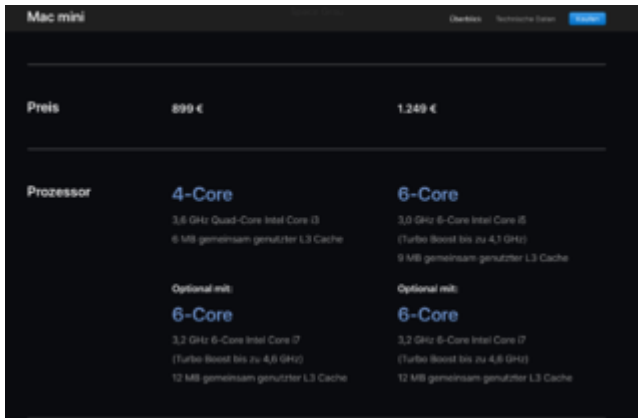 Mac mini
Überblick Technische Daten Kaufen
Preis 899 € 1.249 €
Prozessor 4-Core 6-Core
3,6 GHz Quad-Core Intel Core i3 3,0 GHz 6-Core Intel Core i5
6 MB gemeinsam genutzter L3 Cache (Turbo Boost bis zu 4,1 GHz)
9 MB gemeinsam genutzter L3 Cache
Optional mit: Optional mit:
6-Core 6-Core
3,2 GHz 6-Core Intel Core i7 3,2 GHz 6-Core Intel Core i7
(Turbo Boost bis zu 4,6 GHz) (Turbo Boost bis zu 4,6 GHz)
12 MB gemeinsam genutzter L3 Cache 12 MB gemeinsam genutzter L3 Cache